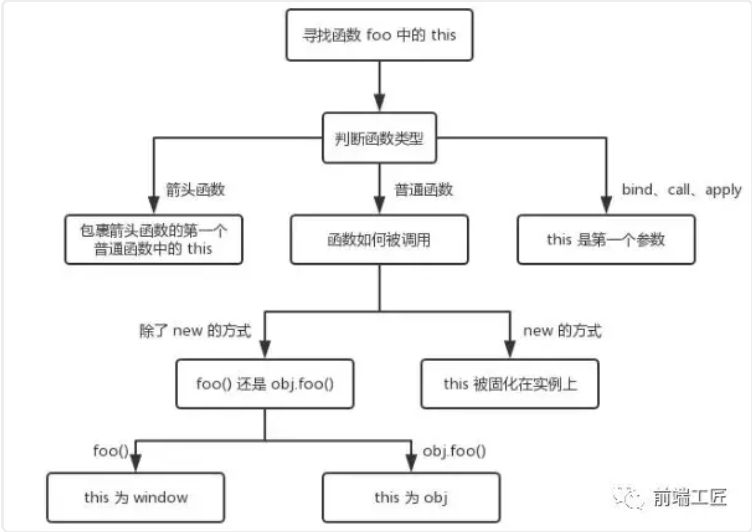 寻找函数 foo 中的 this
判断函数类型
箭头函数
普通函数
bind、call、apply
包裹箭头函数的第一个
普通函数中的 this
函数如何被调用
this 是第一个参数
除了 new 的方式
new 的方式
foo() 还是 obj.foo()
this 被固化在实例上
foo()
obj.foo()
this 为 window
this 为 obj
前端工匠